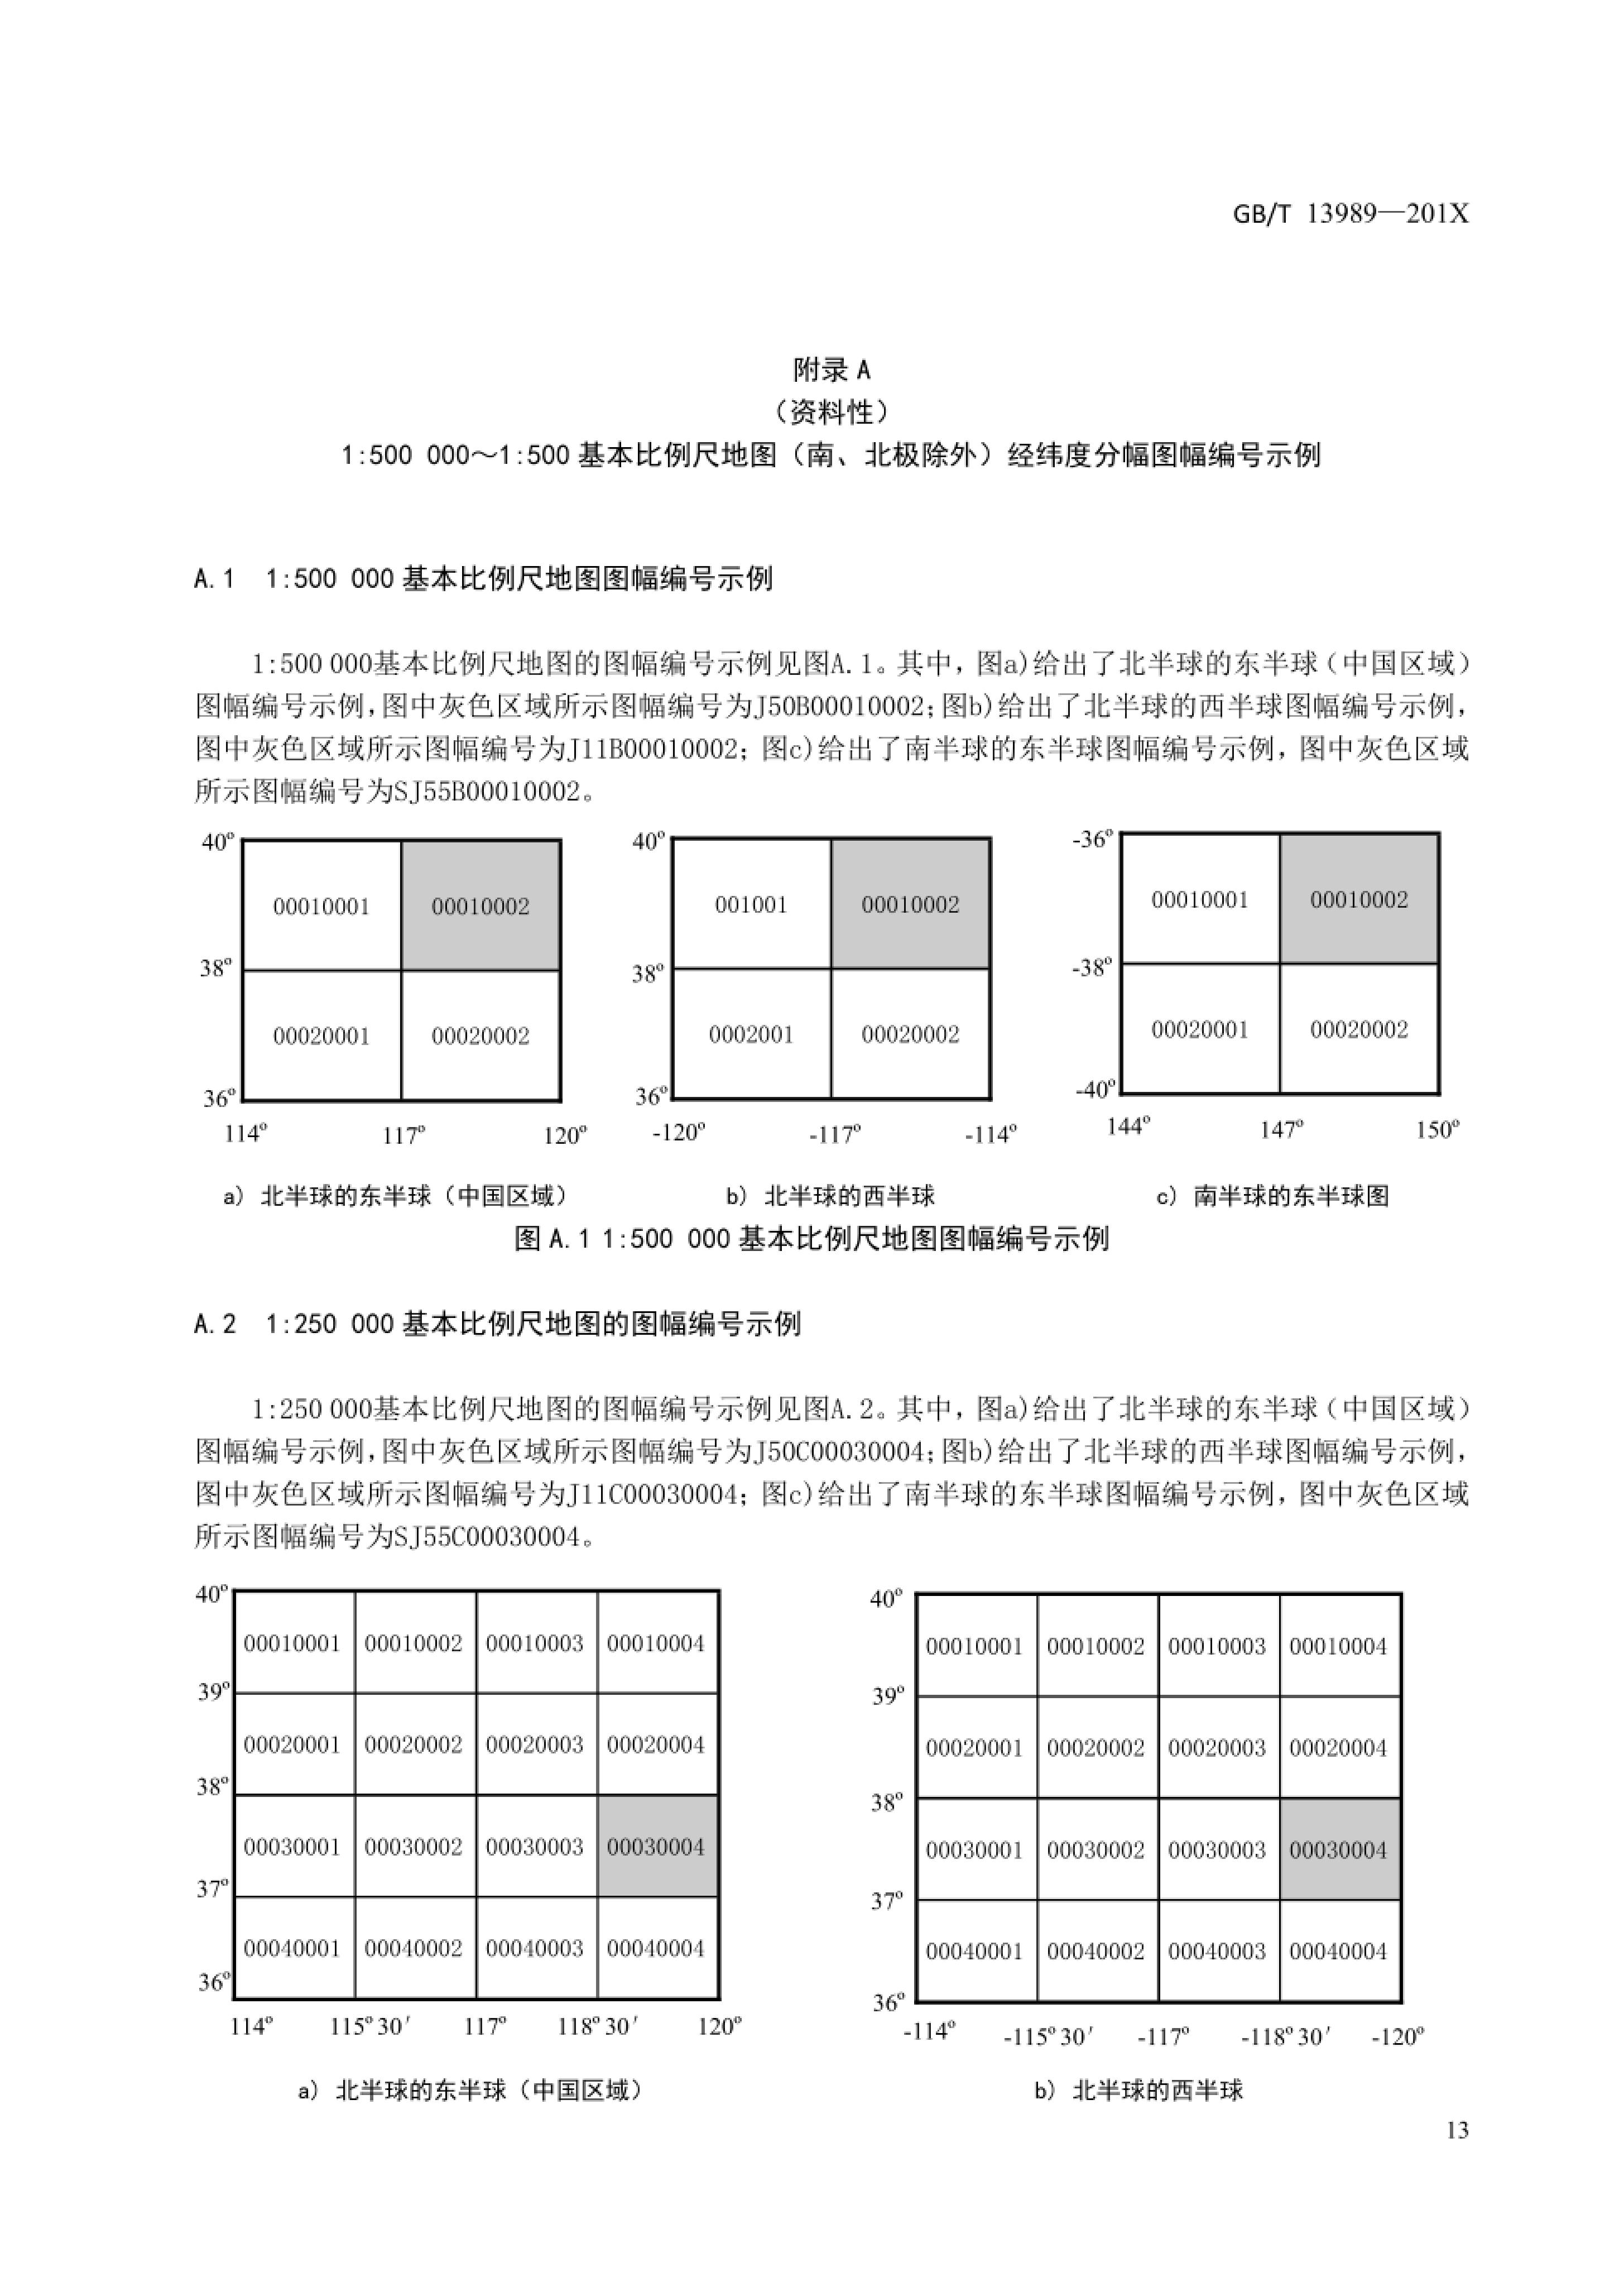 GB/T 13989—201X
附录 A
（资料性）
1:500 000～1:500 基本比例尺地图（南、北极除外）经纬度分幅图幅编号示例
A.1 1:500 000 基本比例尺地图图幅编号示例
1:500 000基本比例尺地图的图幅编号示例见图A.1。其中，图a)给出了北半球的东半球（中国区域）
图幅编号示例，图中灰色区域所示图幅编号为J50B00010002；图b)给出了北半球的西半球图幅编号示例，
图中灰色区域所示图幅编号为J11B00010002；图c)给出了南半球的东半球图幅编号示例，图中灰色区域
所示图幅编号为SJ55B00010002。
40°
00010001 00010002
38°
00020001 00020002
36°
114° 117° 120°
40°
001001 00010002
38°
0002001 00020002
36°
-120° -117° -114°
-36°
00010001 00010002
-38°
00020001 00020002
-40°
144° 147° 150°
a) 北半球的东半球（中国区域） b) 北半球的西半球 c) 南半球的东半球图
图 A.1 1:500 000 基本比例尺地图图幅编号示例
A.2 1:250 000 基本比例尺地图的图幅编号示例
1:250 000基本比例尺地图的图幅编号示例见图A.2。其中，图a)给出了北半球的东半球（中国区域）
图幅编号示例，图中灰色区域所示图幅编号为J50C00030004；图b)给出了北半球的西半球图幅编号示例，
图中灰色区域所示图幅编号为J11C00030004；图c)给出了南半球的东半球图幅编号示例，图中灰色区域
所示图幅编号为SJ55C00030004。
40°
00010001 00010002 00010003 00010004
39°
00020001 00020002 00020003 00020004
38°
00030001 00030002 00030003 00030004
37°
00040001 00040002 00040003 00040004
36°
114° 115°30′ 117° 118°30′ 120°
40°
00010001 00010002 00010003 00010004
39°
00020001 00020002 00020003 00020004
38°
00030001 00030002 00030003 00030004
37°
00040001 00040002 00040003 00040004
36°
-114° -115°30′ -117° -118°30′ -120°
a) 北半球的东半球（中国区域） b) 北半球的西半球
13